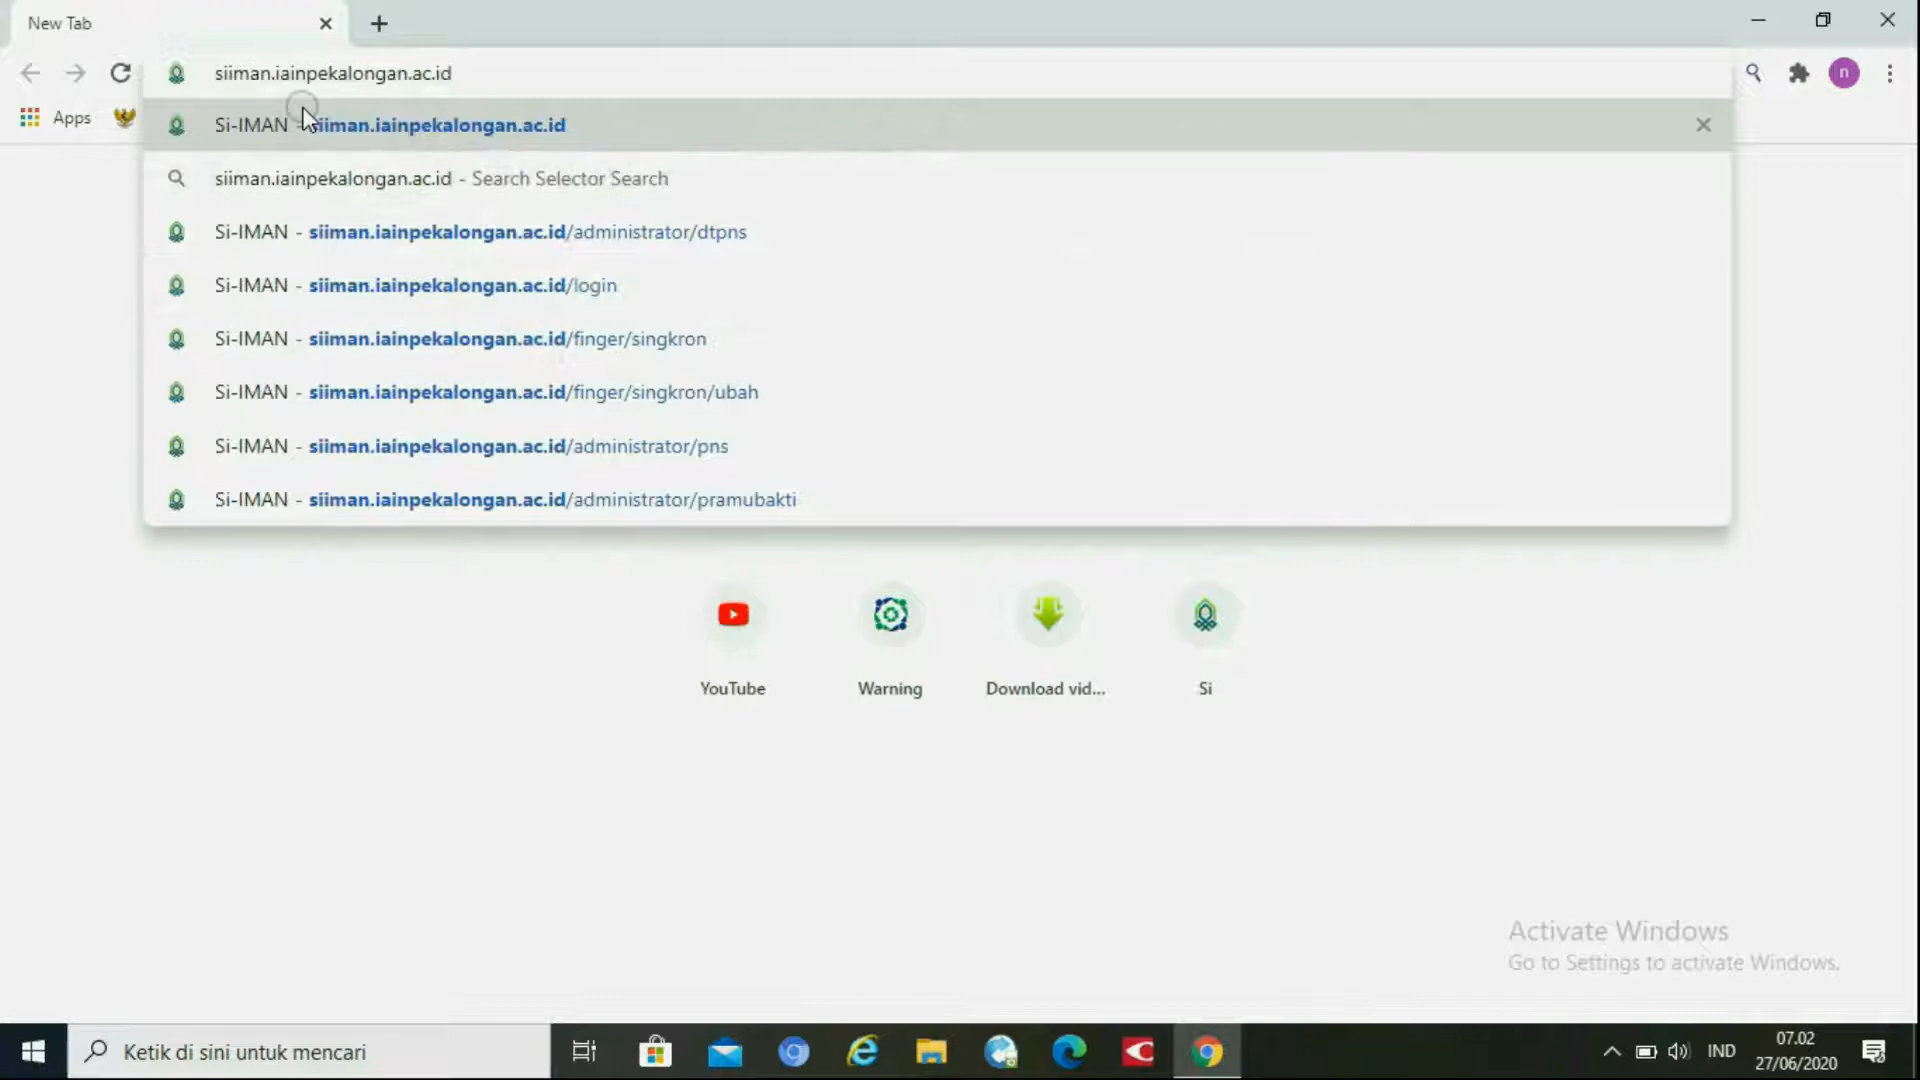 New Tab
siiman.iainpekalongan.ac.id
n
Apps
Si-IMAN - siiman.iainpekalongan.ac.id
siiman.iainpekalongan.ac.id - Search Selector Search
Si-IMAN - siiman.iainpekalongan.ac.id/administrator/dtpns
Si-IMAN - siiman.iainpekalongan.ac.id/login
Si-IMAN - siiman.iainpekalongan.ac.id/finger/singkron
Si-IMAN - siiman.iainpekalongan.ac.id/finger/singkron/ubah
Si-IMAN - siiman.iainpekalongan.ac.id/administrator/pns
Si-IMAN - siiman.iainpekalongan.ac.id/administrator/pramubakti
YouTube
Warning
Download vid...
Si
Activate Windows
Go to Settings to activate Windows.
Ketik di sini untuk mencari
IND
07.02
27/06/2020